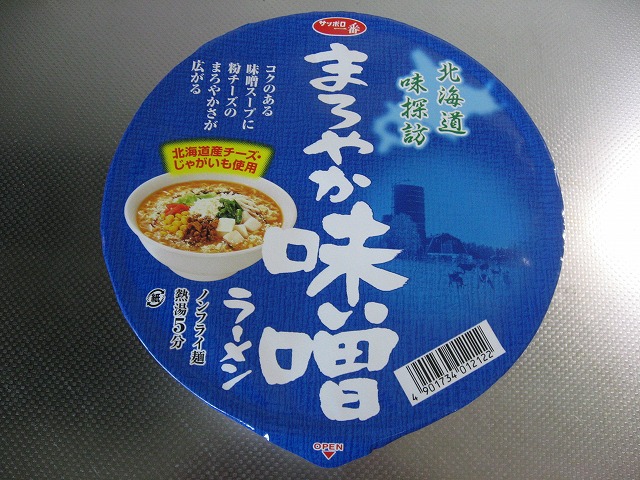 サッポロ一番
北海道
味探訪
まろやか味噌
ラーメン
コクのある
味噌スープに
粉チーズの
まろやかさが
広がる
北海道産チーズ・
じゃがいも使用
ノンフライ麺
熱湯5分
紙
4 901734 012122
OPEN